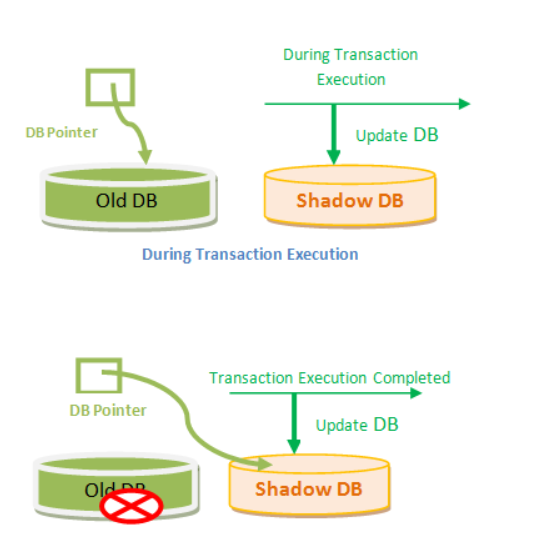 During Transaction
Execution
DB Pointer
Update DB
Old DB
Shadow DB
During Transaction Execution
Transaction Execution Completed
DB Pointer
Update DB
Old DB
Shadow DB